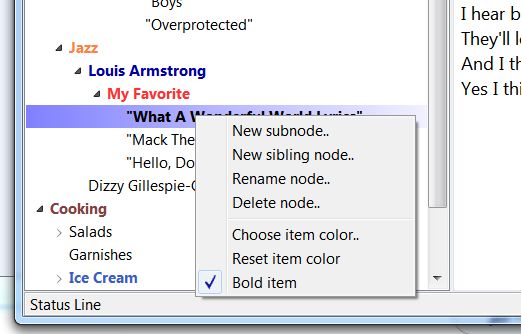 Boys
"Overprotected"
Jazz
Louis Armstrong
My Favorite
"What A Wonderful World Lyrics"
"Mack The
"Hello, Do
Dizzy Gillespie-
Cooking
Salads
Garnishes
Ice Cream
New subnode..
New sibling node..
Rename node..
Delete node..
Choose item color..
Reset item color
Bold item
I hear b
They'll l
And I th
Yes I thi
Status Line